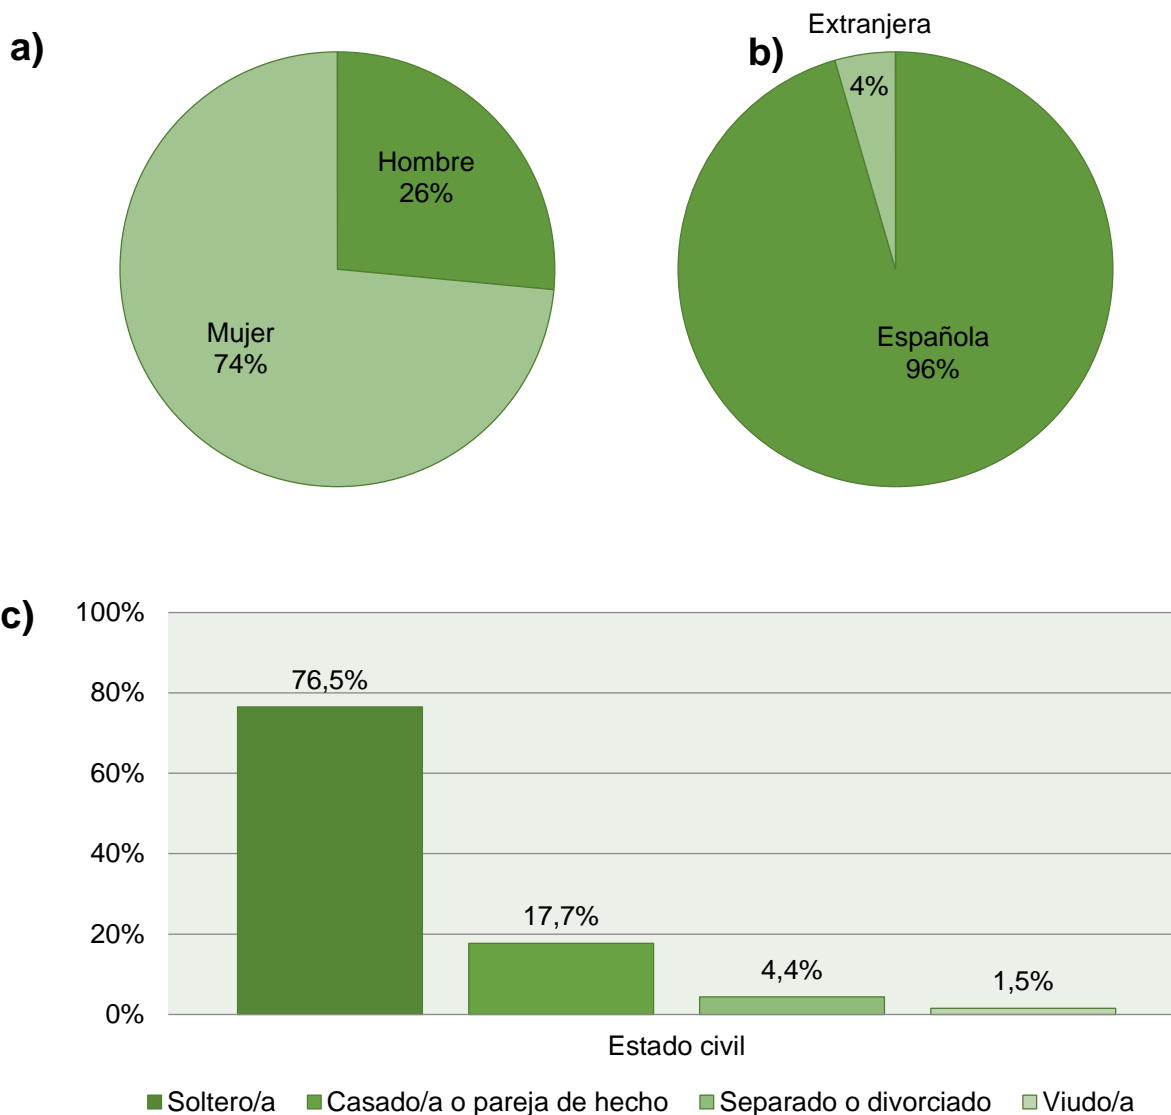 a)
Hombre
26%
Mujer
74%
b)
Extranjera
4%
Española
96%
c)
100%
80%
60%
40%
20%
0%
76,5%
17,7%
4,4%
1,5%
Estado civil
Soltero/a
Casado/a o pareja de hecho
Separado o divorciado
Viudo/a